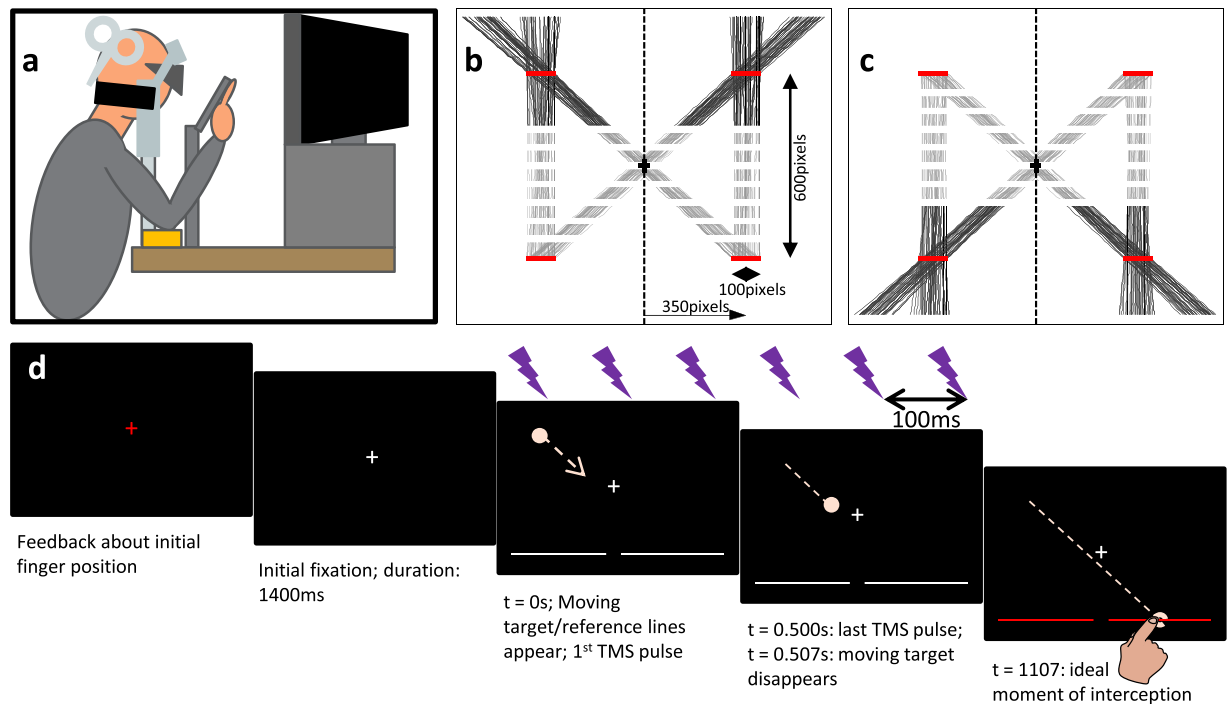 a
b
c
600pixels
100pixels
350pixels
d
100ms
Feedback about initial
finger position
Initial fixation; duration:
1400ms
t = 0s; Moving
target/reference lines
appear; 1st TMS pulse
t = 0.500s: last TMS pulse;
t = 0.507s: moving target
disappears
t = 1107: ideal
moment of interception